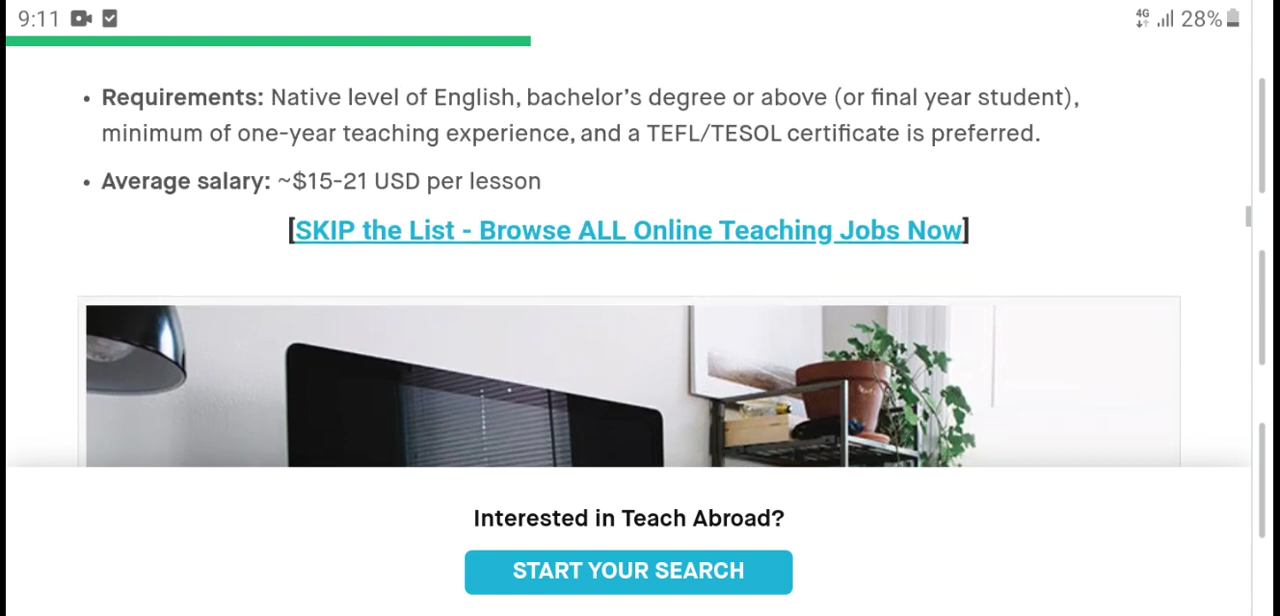 9:11
4G 28%
• Requirements: Native level of English, bachelor’s degree or above (or final year student),
minimum of one-year teaching experience, and a TEFL/TESOL certificate is preferred.
• Average salary: ~$15-21 USD per lesson
[SKIP the List - Browse ALL Online Teaching Jobs Now]
Interested in Teach Abroad?
START YOUR SEARCH